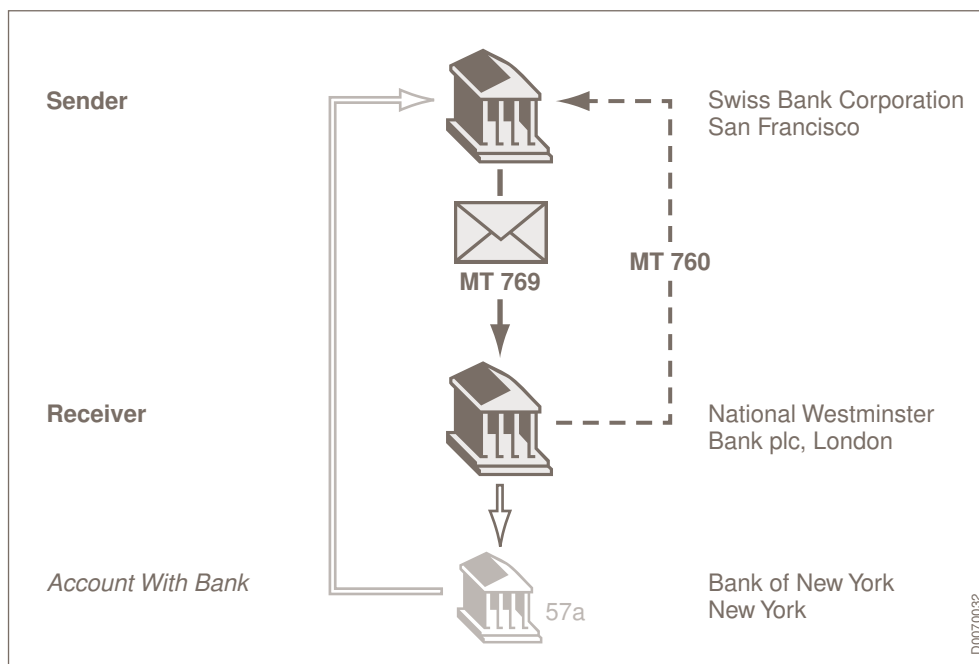 Sender
Swiss Bank Corporation
San Francisco
MT 769
MT 760
Receiver
National Westminster
Bank plc, London
Account With Bank
57a
Bank of New York
New York
D0070032